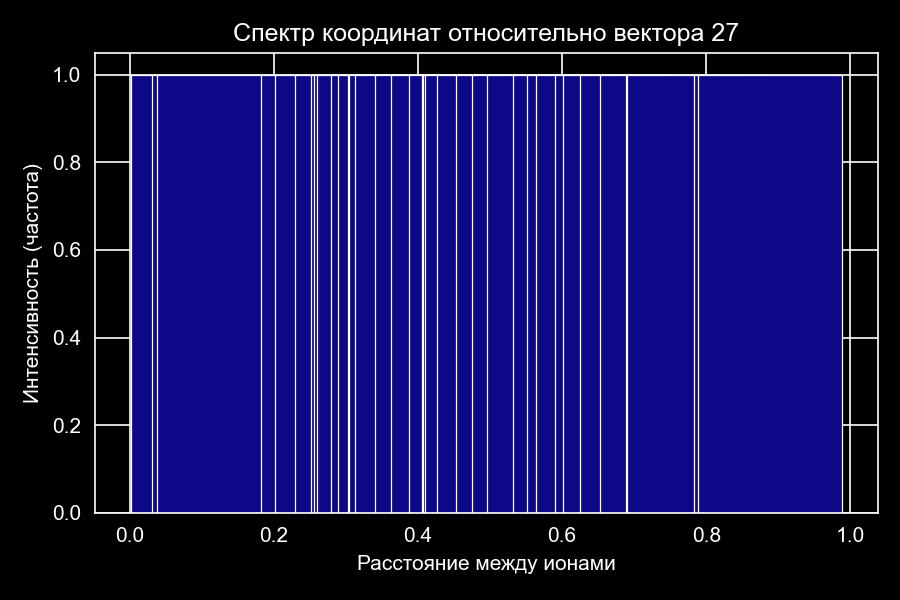 Спектр координат относительно вектора 27
Интенсивность (частота)
1.0
0.8
0.6
0.4
0.2
0.0
0.0 0.2 0.4 0.6 0.8 1.0
Расстояние между ионами